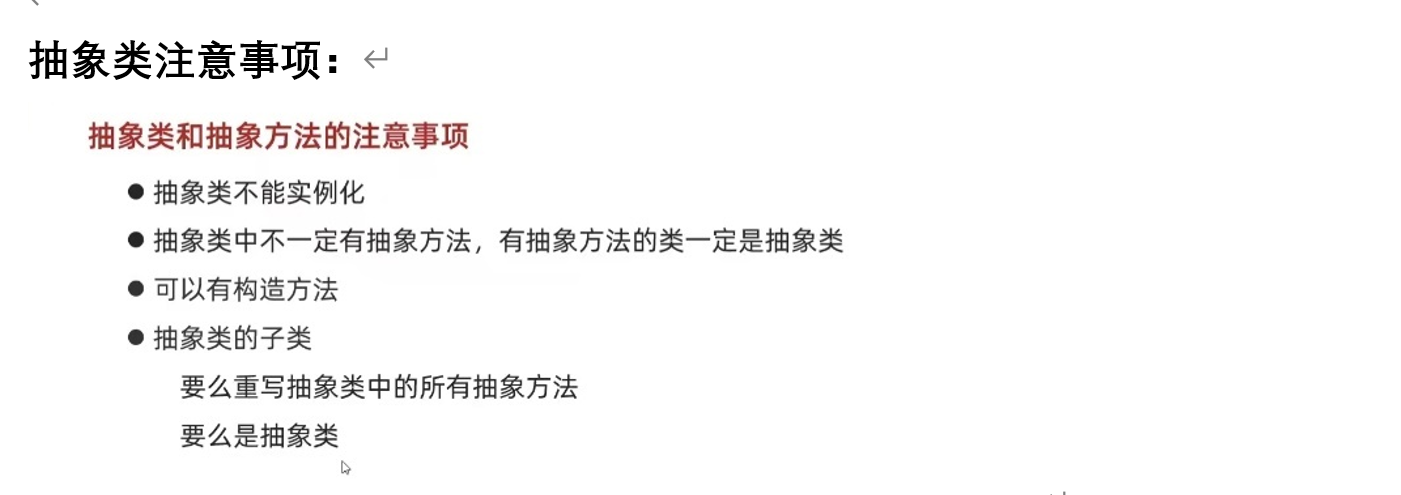 抽象类注意事项：
抽象类和抽象方法的注意事项
● 抽象类不能实例化
● 抽象类中不一定有抽象方法，有抽象方法的类一定是抽象类
● 可以有构造方法
● 抽象类的子类
要么重写抽象类中的所有抽象方法
要么是抽象类